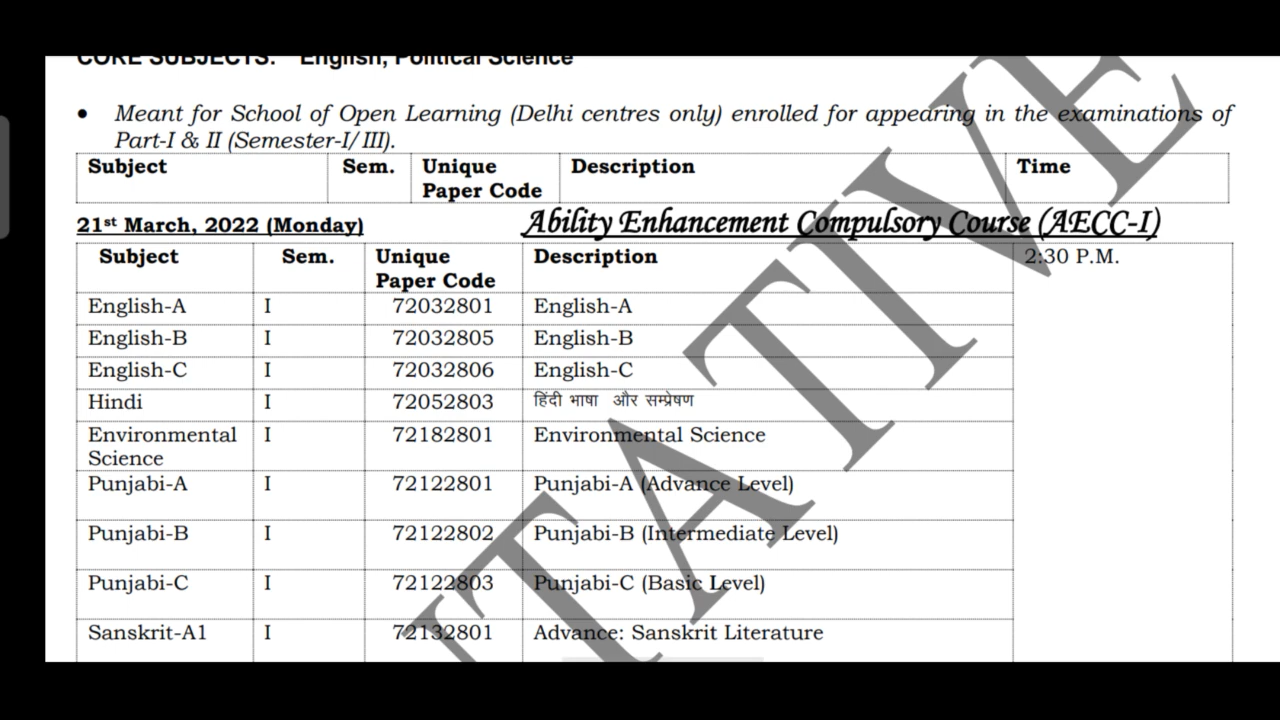 CORE SUBJECTS: English, Political Science
• Meant for School of Open Learning (Delhi centres only) enrolled for appearing in the examinations of
Part-I & II (Semester-I/III).
Subject Sem. Unique Description Time
Paper Code
21st March, 2022 (Monday) Ability Enhancement Compulsory Course (AECC-I)
Subject Sem. Unique Description 2:30 P.M.
Paper Code
English-A I 72032801 English-A
English-B I 72032805 English-B
English-C I 72032806 English-C
Hindi I 72052803 हिंदी भाषा और सम्प्रेषण
Environmental I 72182801 Environmental Science
Science
Punjabi-A I 72122801 Punjabi-A (Advance Level)
Punjabi-B I 72122802 Punjabi-B (Intermediate Level)
Punjabi-C I 72122803 Punjabi-C (Basic Level)
Sanskrit-A1 I 72132801 Advance: Sanskrit Literature
TATIVE